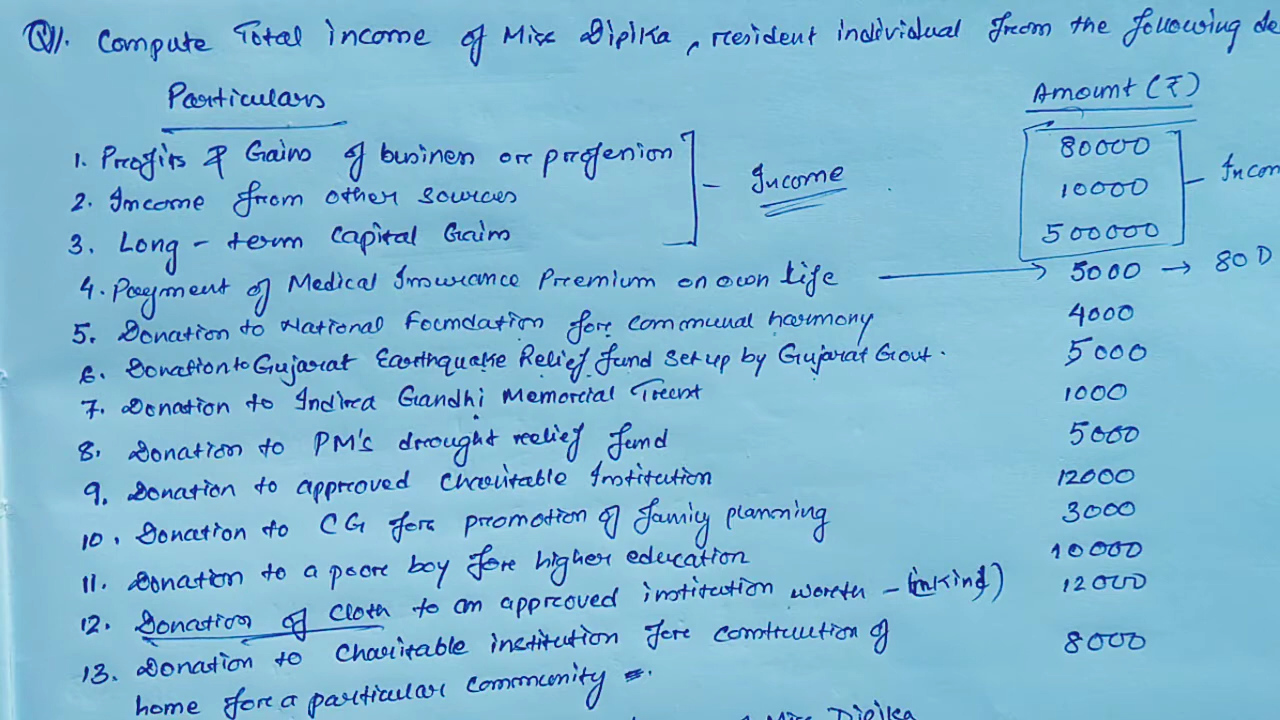 Q1. Compute Total income of Miss Dipika, resident individual from the following de
Particulars
Amount (₹)
1. Profits & Gains of business or profession 80000
2. Income from other sources 10000
3. Long-term Capital Gain 500000
- Income
- Incom
4. Payment of Medical Insurance Premium on own life → 5000 → 80 D
5. Donation to National Foundation for communal harmony 4000
6. Donation to Gujarat Earthquake Relief fund set up by Gujarat Govt. 5000
7. Donation to Indira Gandhi Memorial Trust 1000
8. Donation to PM's drought relief fund 5000
9. Donation to approved Charitable Institution 12000
10. Donation to CG for promotion of family planning 3000
11. Donation to a poor boy for higher education 10000
12. Donation of Cloth to an approved institution worth - (in kind) 12000
13. Donation to Charitable institution for construction of 8000
home for a particular community
Miss Dipika